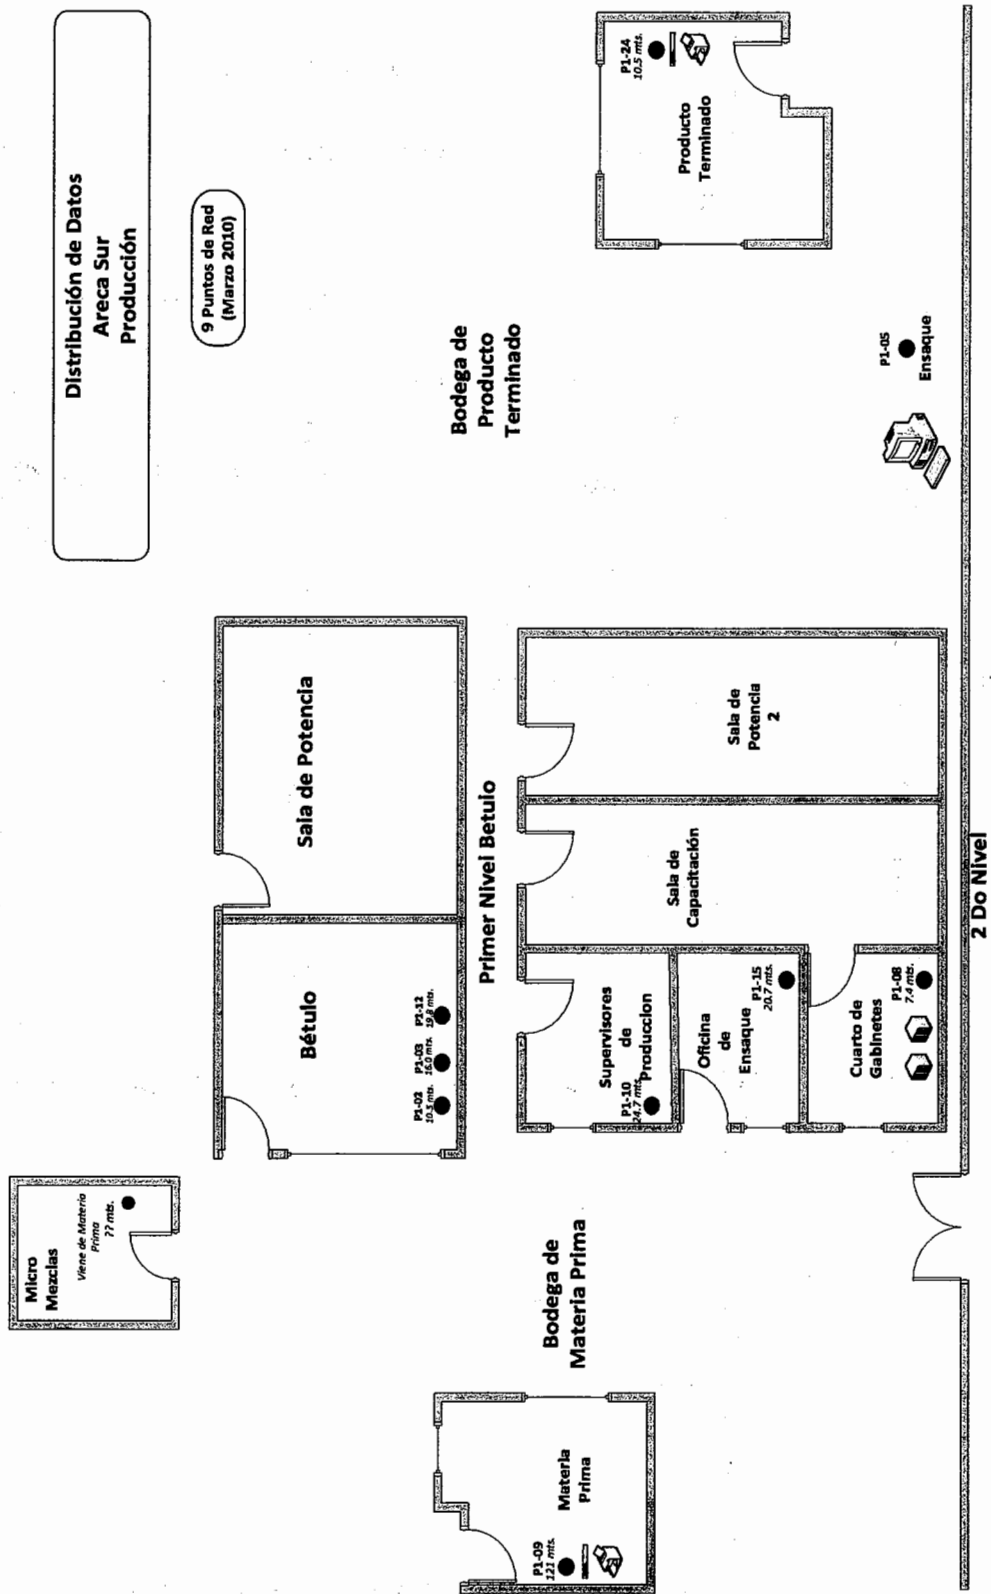 Distribución de Datos
Areca Sur
Producción
9 Puntos de Red
(Marzo 2010)
Micro
Mezclas
Viene de Materia
Prima
?? mts.
Bétulo
P1-02
10.5 mts.
P1-03
16.0 mts.
P1-12
19.8 mts.
Sala de Potencia
Primer Nivel Betulo
Bodega de
Producto
Terminado
P1-24
10.5 mts.
Producto
Terminado
Materia
Prima
P1-09
121 mts.
Bodega de
Materia Prima
Supervisores
de
Produccion
P1-10
24.7 mts.
Oficina
de
Ensaque
P1-15
20.7 mts.
Cuarto de
Gabinetes
P1-08
7.4 mts.
Sala de
Capacitación
Sala de
Potencia
2
P1-05
Ensaque
2 Do Nivel